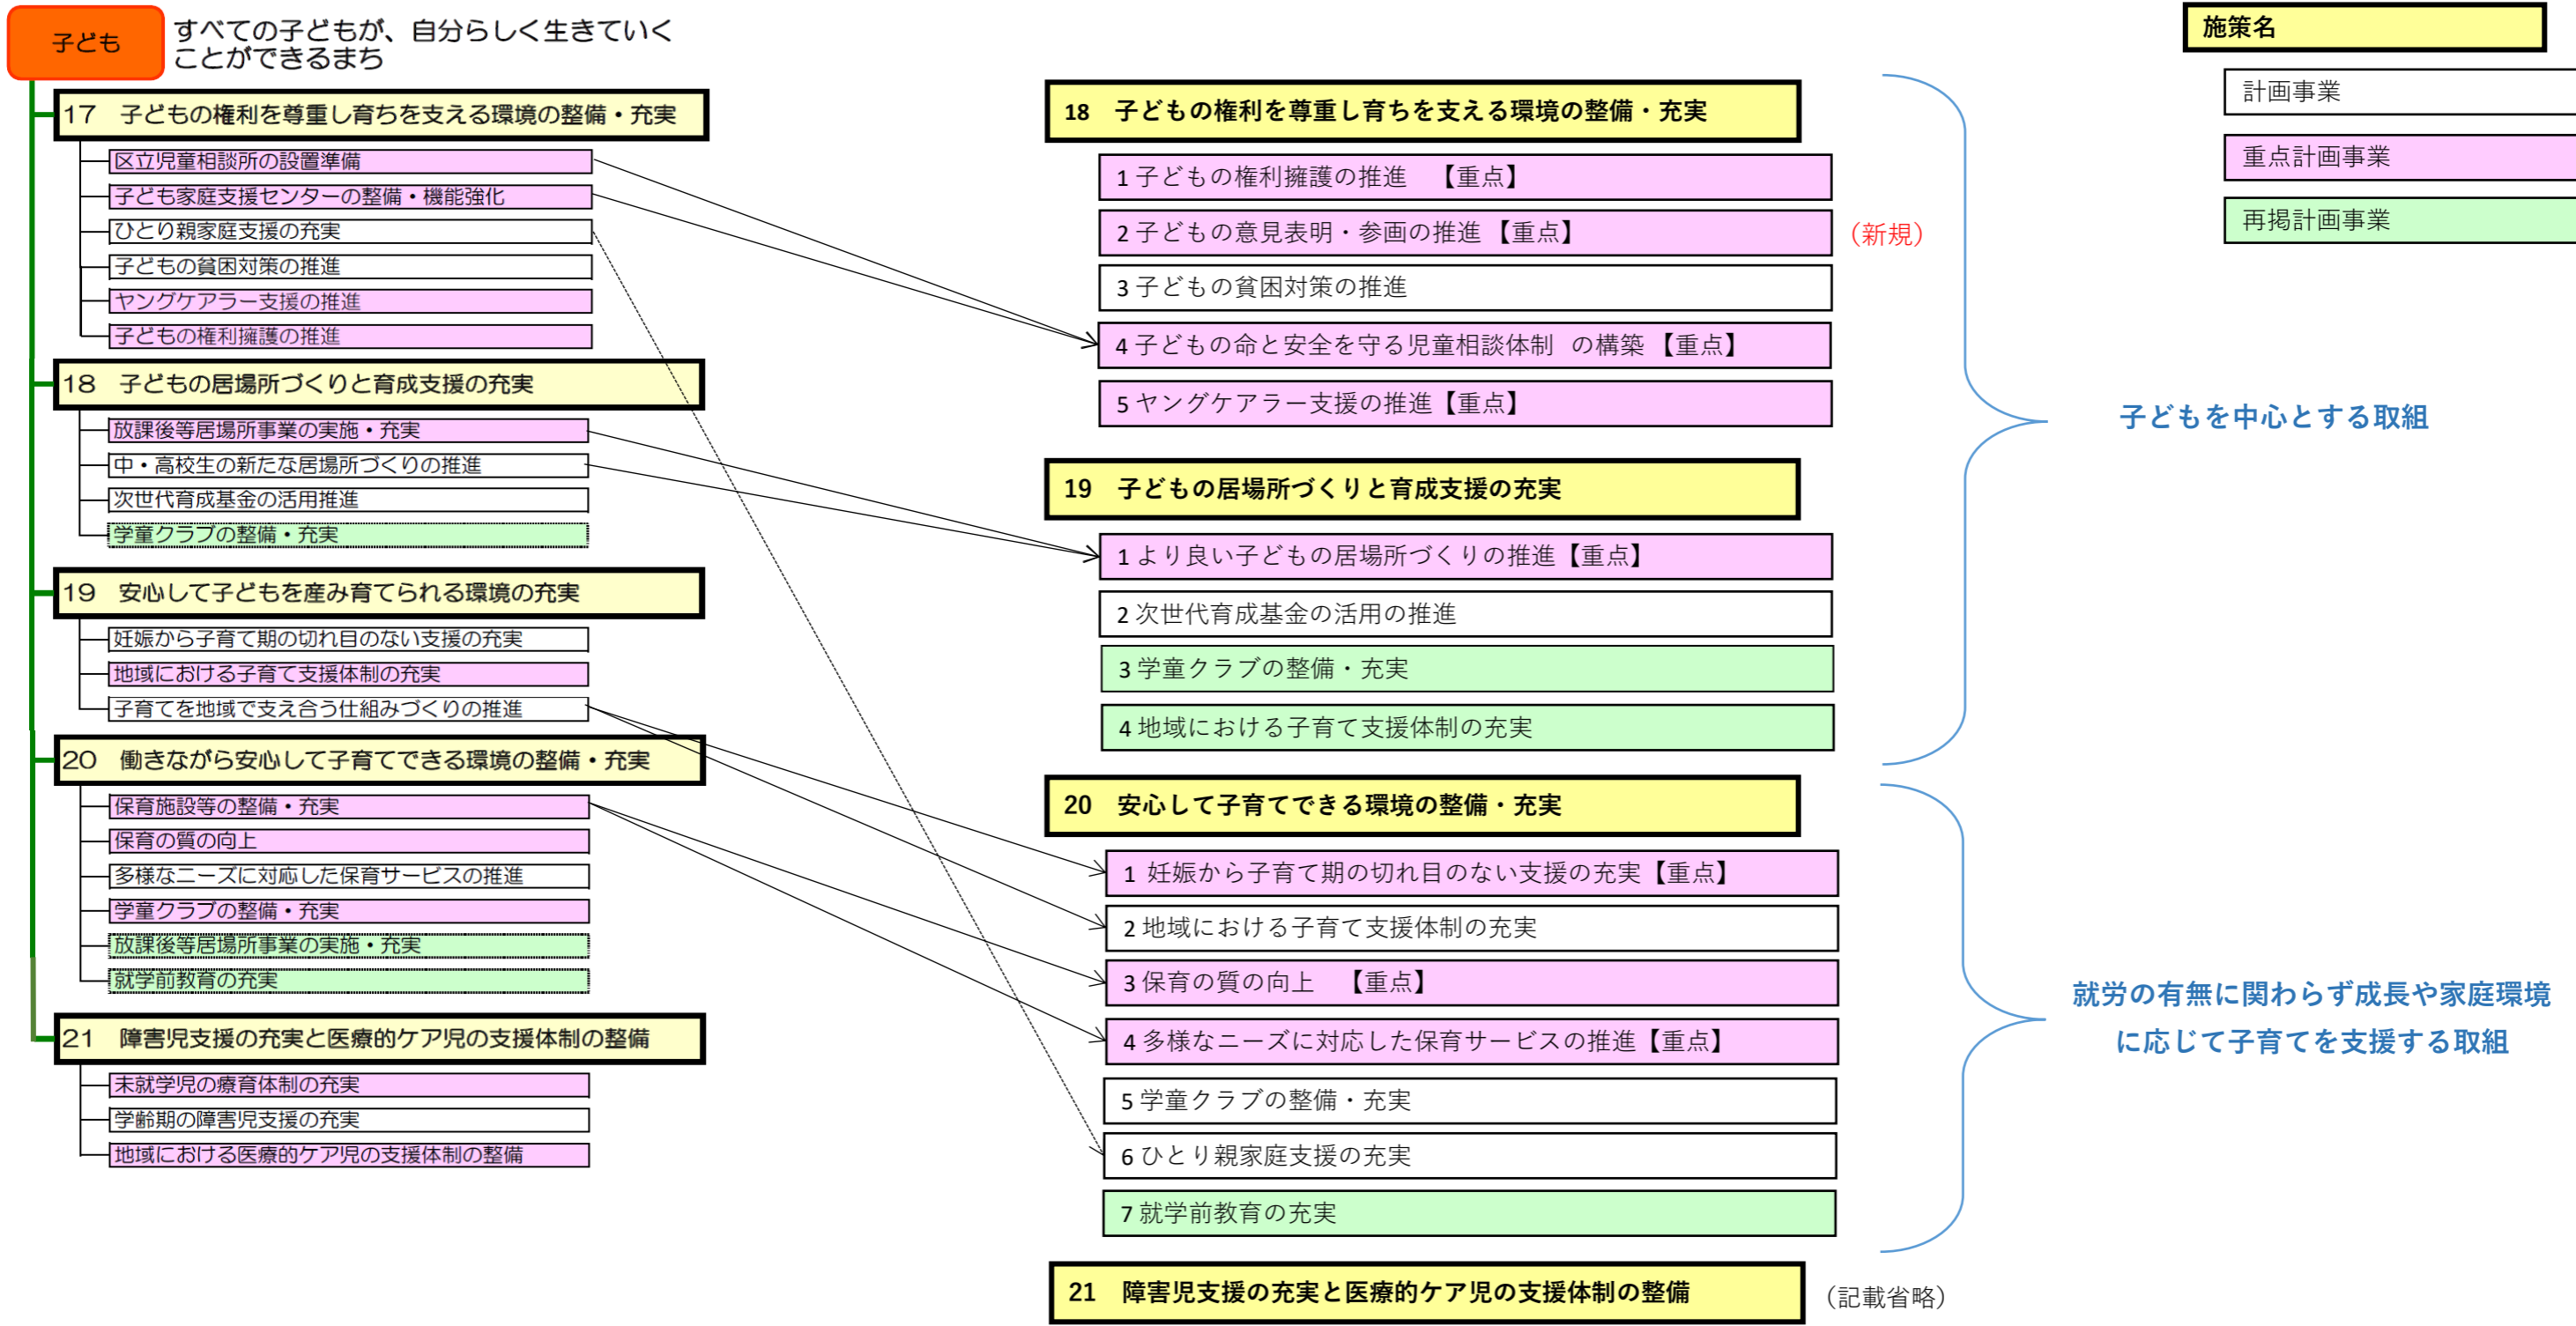 子ども
すべての子どもが、自分らしく生きていく
ことができるまち
17　子どもの権利を尊重し育ちを支える環境の整備・充実
区立児童相談所の設置準備
子ども家庭支援センターの整備・機能強化
ひとり親家庭支援の充実
子どもの貧困対策の推進
ヤングケアラー支援の推進
子どもの権利擁護の推進
18　子どもの居場所づくりと育成支援の充実
放課後等居場所事業の実施・充実
中・高校生の新たな居場所づくりの推進
次世代育成基金の活用推進
学童クラブの整備・充実
19　安心して子どもを産み育てられる環境の充実
妊娠から子育て期の切れ目のない支援の充実
地域における子育て支援体制の充実
子育てを地域で支え合う仕組みづくりの推進
20　働きながら安心して子育てできる環境の整備・充実
保育施設等の整備・充実
保育の質の向上
多様なニーズに対応した保育サービスの推進
学童クラブの整備・充実
放課後等居場所事業の実施・充実
就学前教育の充実
21　障害児支援の充実と医療的ケア児の支援体制の整備
未就学児の療育体制の充実
学齢期の障害児支援の充実
地域における医療的ケア児の支援体制の整備
18　子どもの権利を尊重し育ちを支える環境の整備・充実
1 子どもの権利擁護の推進　【重点】
2 子どもの意見表明・参画の推進 【重点】
（新規）
3 子どもの貧困対策の推進
4 子どもの命と安全を守る児童相談体制 の構築 【重点】
5 ヤングケアラー支援の推進【重点】
19　子どもの居場所づくりと育成支援の充実
1 より良い子どもの居場所づくりの推進【重点】
2 次世代育成基金の活用の推進
3 学童クラブの整備・充実
4 地域における子育て支援体制の充実
20　安心して子育てできる環境の整備・充実
1 妊娠から子育て期の切れ目のない支援の充実【重点】
2 地域における子育て支援体制の充実
3 保育の質の向上　【重点】
4 多様なニーズに対応した保育サービスの推進【重点】
5 学童クラブの整備・充実
6 ひとり親家庭支援の充実
7 就学前教育の充実
21　障害児支援の充実と医療的ケア児の支援体制の整備
（記載省略）
施策名
計画事業
重点計画事業
再掲計画事業
子どもを中心とする取組
就労の有無に関わらず成長や家庭環境
に応じて子育てを支援する取組